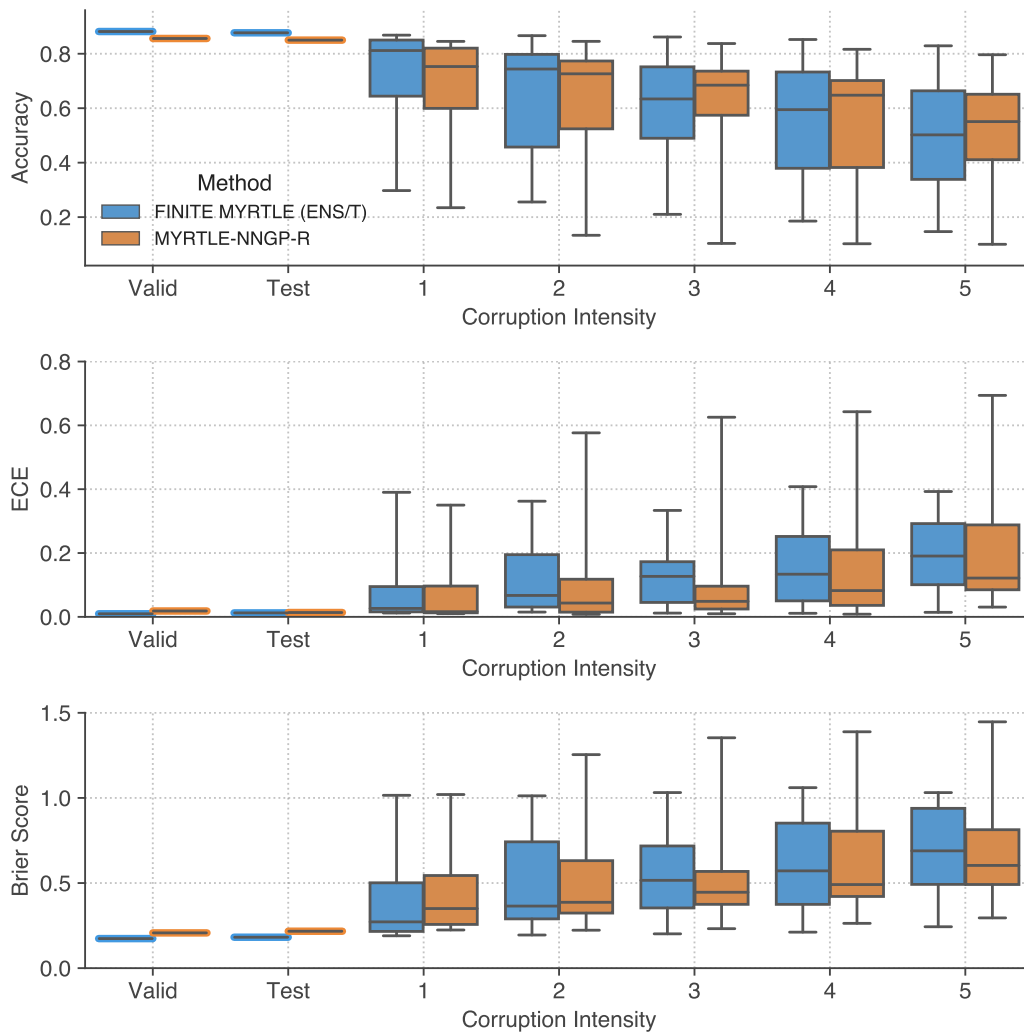 0.8
0.6
0.4
0.2
Accuracy
Method
FINITE MYRTLE (ENS/T)
MYRTLE-NNGP-R
Valid Test 1 2 3 4 5
Corruption Intensity
0.8
0.6
0.4
0.2
0.0
ECE
Valid Test 1 2 3 4 5
Corruption Intensity
1.5
1.0
0.5
0.0
Brier Score
Valid Test 1 2 3 4 5
Corruption Intensity